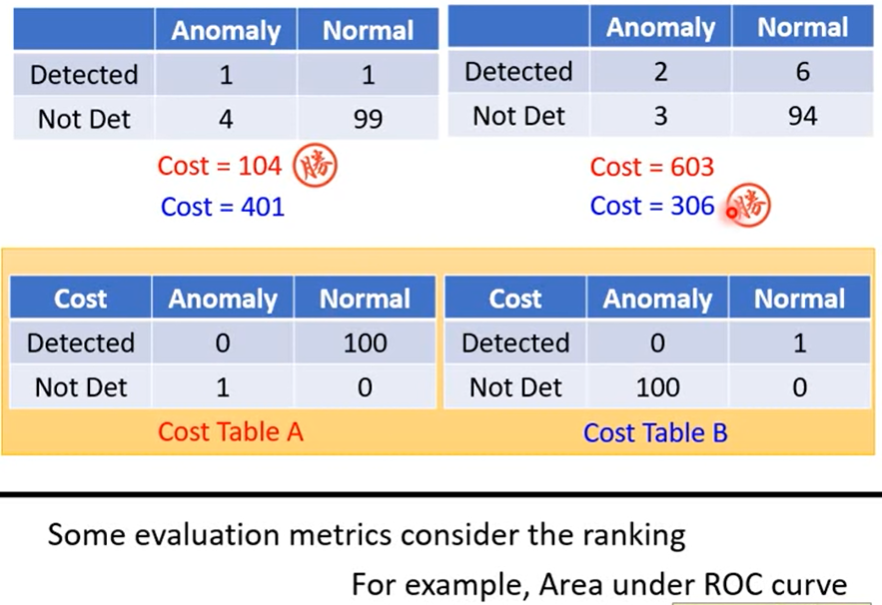 Anomaly Normal
Detected 1 1
Not Det 4 99
Cost = 104 勝
Cost = 401
Anomaly Normal
Detected 2 6
Not Det 3 94
Cost = 603
Cost = 306 勝
Cost Anomaly Normal
Detected 0 100
Not Det 1 0
Cost Table A
Cost Anomaly Normal
Detected 0 1
Not Det 100 0
Cost Table B
Some evaluation metrics consider the ranking
For example, Area under ROC curve